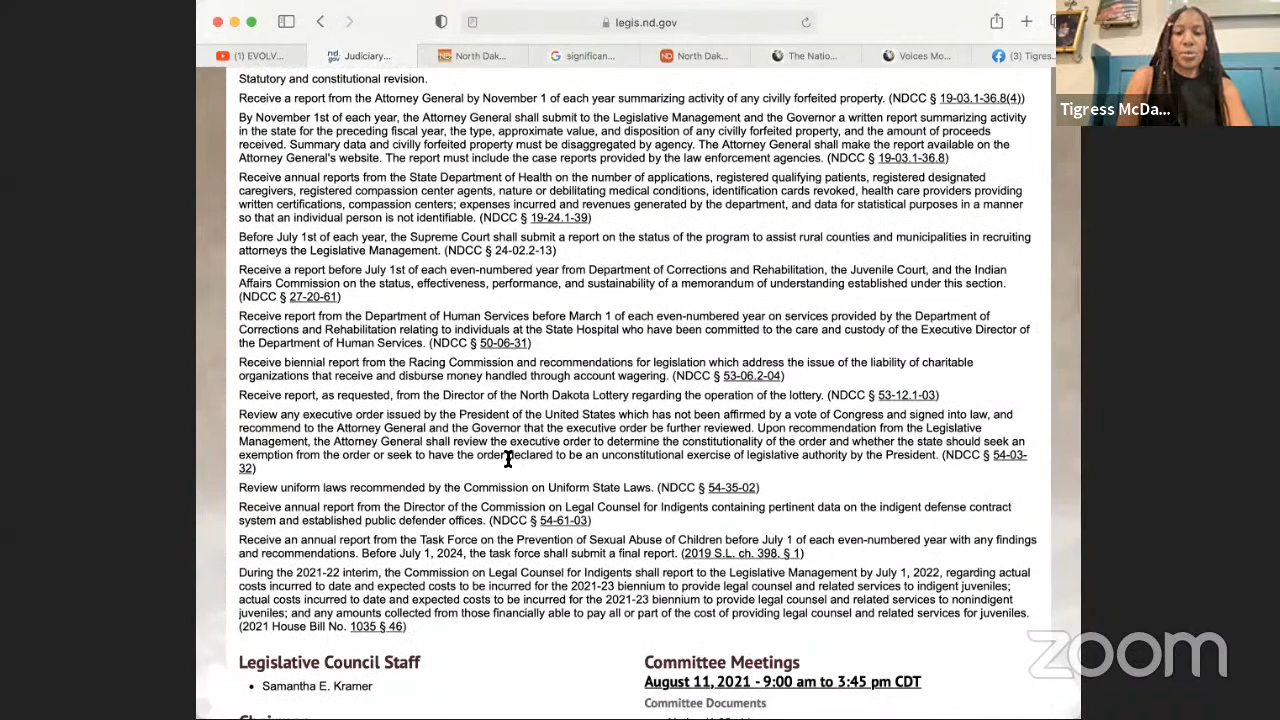 legis.nd.gov
(1) EVOLV...
nd. gov
Judiciary...
North Dak...
significan...
North Dak...
The Natio...
Voices Mo...
(3) Tigres
Tigress McDa...
Statutory and constitutional revision.
Receive a report from the Attorney General by November 1 of each year summarizing activity of any civilly forfeited property. (NDCC § 19-03.1-36.8(4))
By November 1st of each year, the Attorney General shall submit to the Legislative Management and the Governor a written report summarizing activity
in the state for the preceding fiscal year, the type, approximate value, and disposition of any civilly forfeited property, and the amount of proceeds
received. Summary data and civilly forfeited property must be disaggregated by agency. The Attorney General shall make the report available on the
Attorney General's website. The report must include the case reports provided by the law enforcement agencies. (NDCC § 19-03.1-36.8)
Receive annual reports from the State Department of Health on the number of applications, registered qualifying patients, registered designated
caregivers, registered compassion center agents, nature or debilitating medical conditions, identification cards revoked, health care providers providing
written certifications, compassion centers; expenses incurred and revenues generated by the department, and data for statistical purposes in a manner
so that an individual person is not identifiable. (NDCC § 19-24.1-39)
Before July 1st of each year, the Supreme Court shall submit a report on the status of the program to assist rural counties and municipalities in recruiting
attorneys the Legislative Management. (NDCC § 24-02.2-13)
Receive a report before July 1st of each even-numbered year from Department of Corrections and Rehabilitation, the Juvenile Court, and the Indian
Affairs Commission on the status, effectiveness, performance, and sustainability of a memorandum of understanding established under this section.
(NDCC § 27-20-61)
Receive report from the Department of Human Services before March 1 of each even-numbered year on services provided by the Department of
Corrections and Rehabilitation relating to individuals at the State Hospital who have been committed to the care and custody of the Executive Director of
the Department of Human Services. (NDCC § 50-06-31)
Receive biennial report from the Racing Commission and recommendations for legislation which address the issue of the liability of charitable
organizations that receive and disburse money handled through account wagering. (NDCC § 53-06.2-04)
Receive report, as requested, from the Director of the North Dakota Lottery regarding the operation of the lottery. (NDCC § 53-12.1-03)
Review any executive order issued by the President of the United States which has not been affirmed by a vote of Congress and signed into law, and
recommend to the Attorney General and the Governor that the executive order be further reviewed. Upon recommendation from the Legislative
Management, the Attorney General shall review the executive order to determine the constitutionality of the order and whether the state should seek an
exemption from the order or seek to have the order declared to be an unconstitutional exercise of legislative authority by the President. (NDCC § 54-03-
32)
Review uniform laws recommended by the Commission on Uniform State Laws. (NDCC § 54-35-02)
Receive annual report from the Director of the Commission on Legal Counsel for Indigents containing pertinent data on the indigent defense contract
system and established public defender offices. (NDCC § 54-61-03)
Receive an annual report from the Task Force on the Prevention of Sexual Abuse of Children before July 1 of each even-numbered year with any findings
and recommendations. Before July 1, 2024, the task force shall submit a final report. (2019 S.L. ch. 398, § 1)
During the 2021-22 interim, the Commission on Legal Counsel for Indigents shall report to the Legislative Management by July 1, 2022, regarding actual
costs incurred to date and expected costs to be incurred for the 2021-23 biennium to provide legal counsel and related services to indigent juveniles;
actual costs incurred to date and expected costs to be incurred for the 2021-23 biennium to provide legal counsel and related services to nonindigent
juveniles; and any amounts collected from those financially able to pay all or part of the cost of providing legal counsel and related services for juveniles.
(2021 House Bill No. 1035 § 46)
Legislative Council Staff
• Samantha E. Kramer
Committee Meetings
August 11, 2021 - 9:00 am to 3:45 pm CDT
Committee Documents
zoom